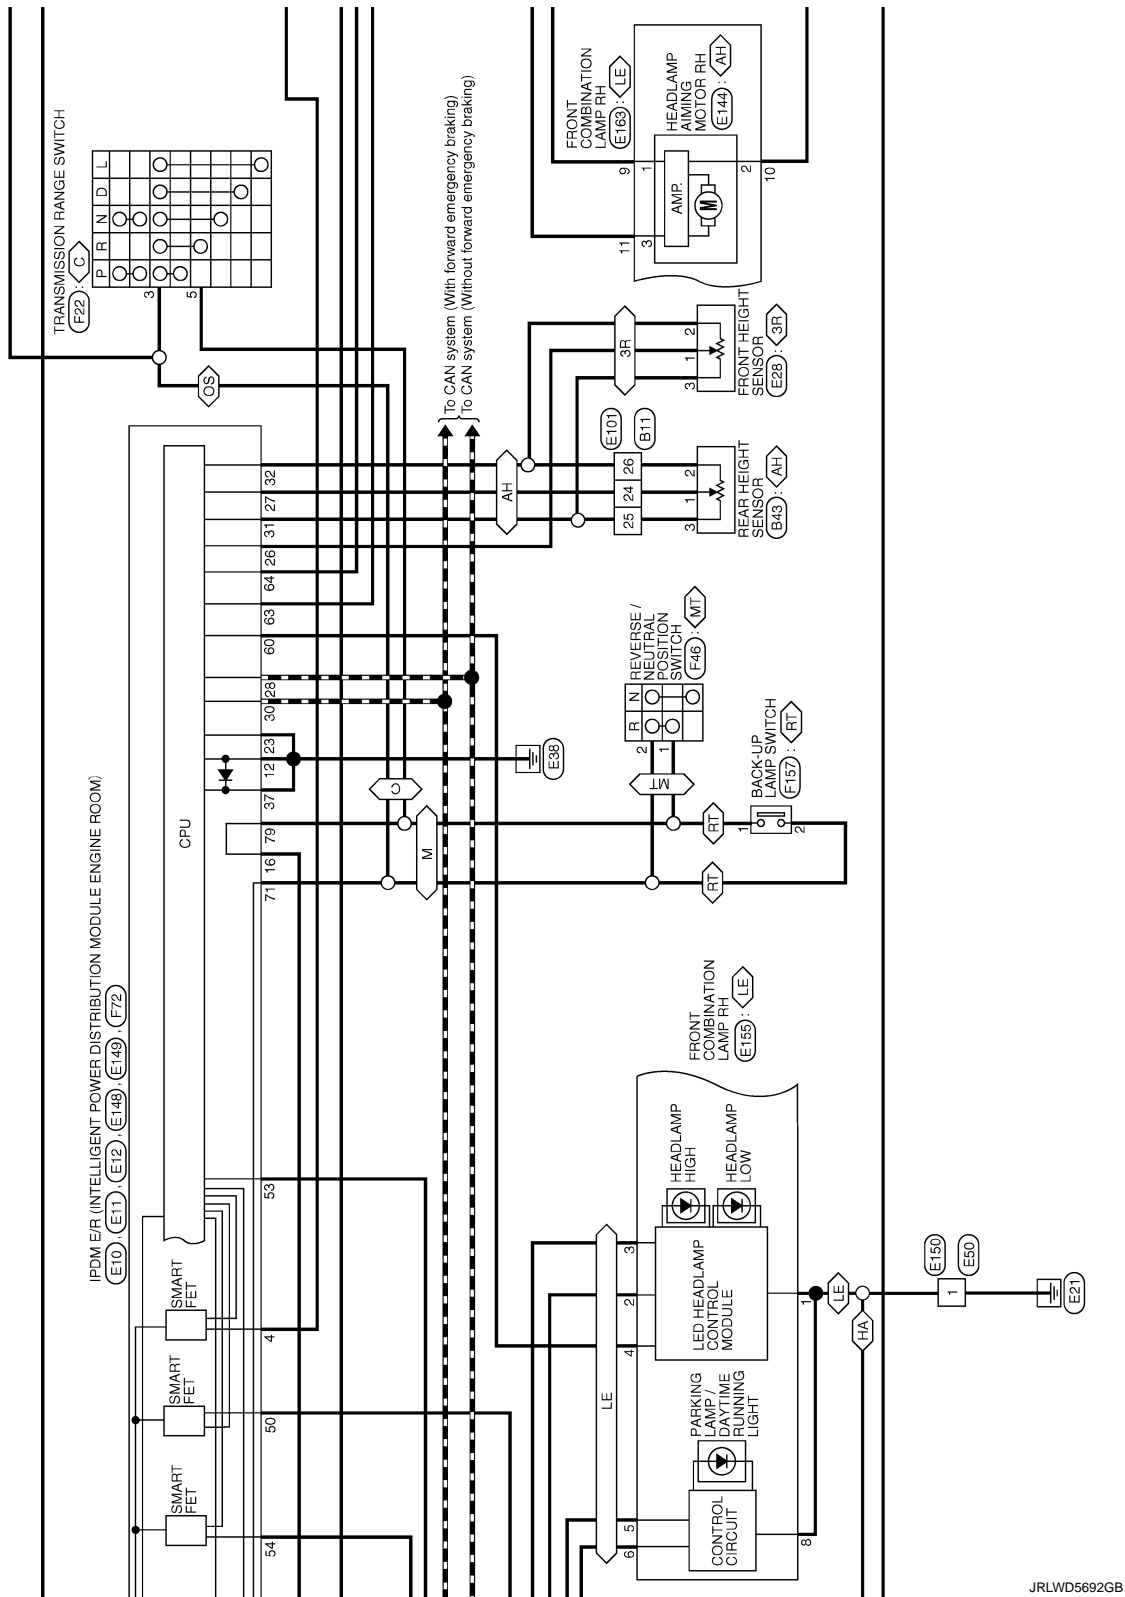 TRANSMISSION RANGE SWITCH
F22 : C
P R N D L
3
5
OS
To CAN system (With forward emergency braking)
To CAN system (Without forward emergency braking)
FRONT
COMBINATION
LAMP RH
E163 : LE
HEADLAMP
AIMING
MOTOR RH
E144 : AH
9
1
AMP.
M
2
10
11
3
3R
2
1
3
FRONT HEIGHT
SENSOR
E28 : 3R
E101
B11
AH
26
24
25
2
1
3
REAR HEIGHT
SENSOR
B43 : AH
IPDM E/R (INTELLIGENT POWER DISTRIBUTION MODULE ENGINE ROOM)
E10 , E11 , E12 , E148 , E149 , F72
CPU
32
27
31
26
64
63
60
28
30
23
12
37
79
16
71
53
4
50
54
E38
C
M
REVERSE /
NEUTRAL
POSITION
SWITCH
F46 : MT
R N
2
1
MT
BACK-UP
LAMP SWITCH
F157 : RT
RT
1
2
RT
SMART
FET
SMART
FET
SMART
FET
FRONT
COMBINATION
LAMP RH
E155 : LE
HEADLAMP
HIGH
HEADLAMP
LOW
LED HEADLAMP
CONTROL
MODULE
3
2
4
1
LE
PARKING
LAMP /
DAYTIME
RUNNING
LIGHT
CONTROL
CIRCUIT
5
6
8
LE
HA
E150
E50
1
E21
JRLWD5692GB